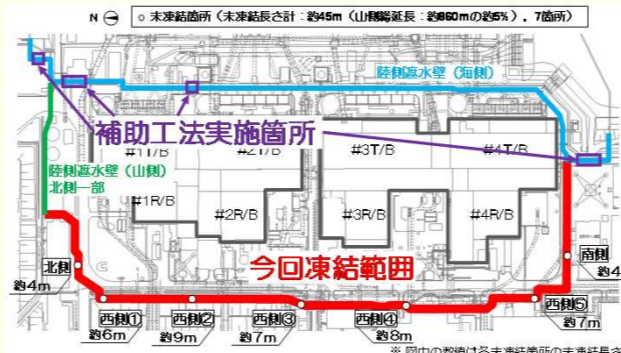 N
○ 未凍結箇所（未凍結長さ計：約45m（山側総延長：約860mの約5%），7箇所）
陸側遮水壁（海側）
補助工法実施箇所
#1T/B
#2T/B
#3T/B
#4T/B
陸側遮水壁（山側）
北側一部
#1R/B
#2R/B
#3R/B
#4R/B
今回凍結範囲
北側
約4m
南側
約4
西側①
約6m
西側②
約9m
西側③
約7m
西側④
約8m
西側⑤
約7m
※ 図中の数値は各未凍結箇所の未凍結長さ